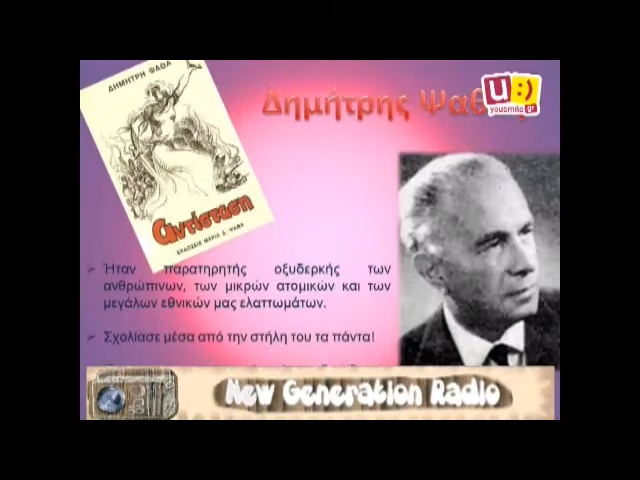 ΔΗΜΗΤΡΗ ΨΑΘΑ
Αντίσταση
ΕΚΔΟΣΕΙΣ ΜΑΡΙΑ Δ. ΨΑΘΑ
Δημήτρης
u:)
yousmile.gr
Ήταν παρατηρητής οξυδερκής των
ανθρώπινων, των μικρών ατομικών και των
μεγάλων εθνικών μας ελαττωμάτων.
Σχολίασε μέσα από την στήλη του τα πάντα!
New Generation Radio